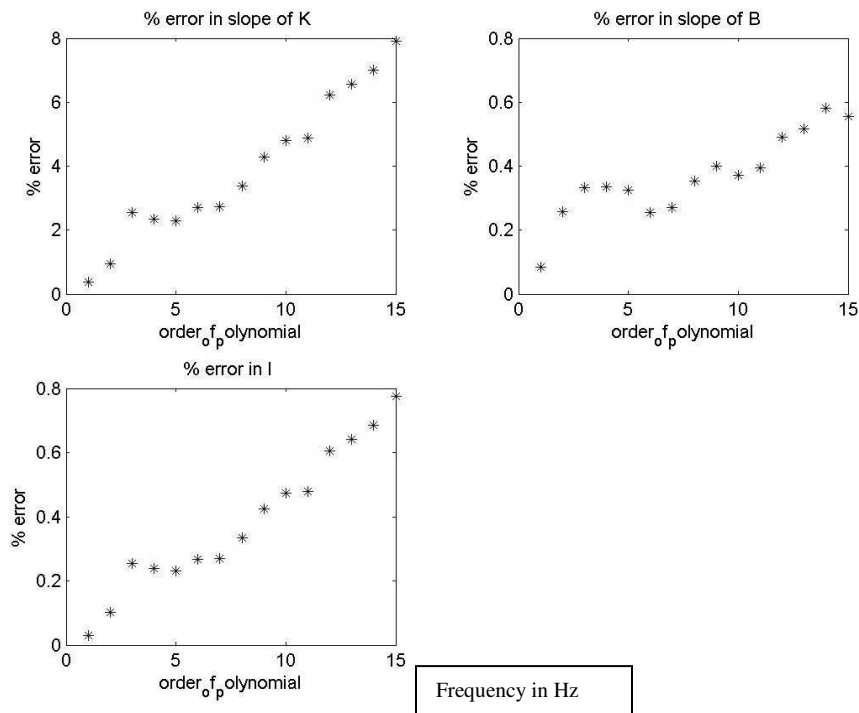 % error in slope of K
8
6
4
2
0
% error
0 5 10 15
order_of_polynomial
% error in slope of B
0.8
0.6
0.4
0.2
0
% error
0 5 10 15
order_of_polynomial
% error in I
0.8
0.6
0.4
0.2
0
% error
0 5 10 15
order_of_polynomial
Frequency in Hz